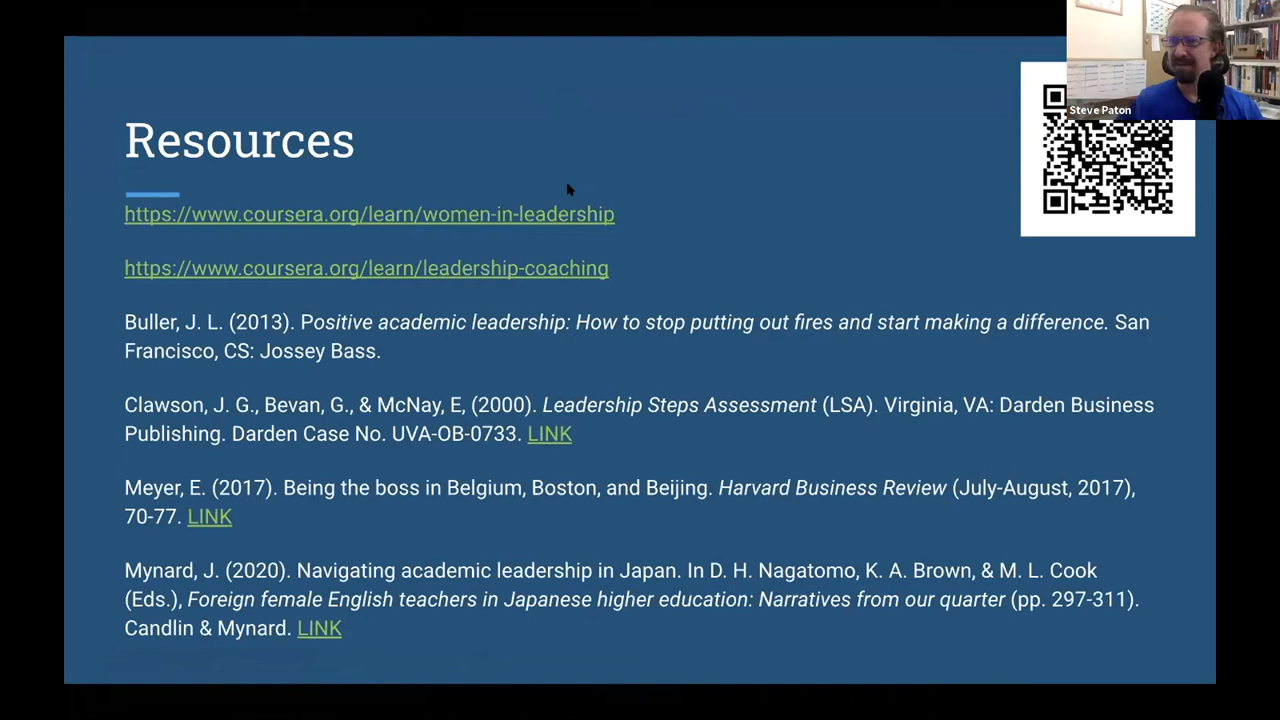 Steve Paton
Resources
https://www.coursera.org/learn/women-in-leadership
https://www.coursera.org/learn/leadership-coaching
Buller, J. L. (2013). Positive academic leadership: How to stop putting out fires and start making a difference. San
Francisco, CS: Jossey Bass.
Clawson, J. G., Bevan, G., & McNay, E, (2000). Leadership Steps Assessment (LSA). Virginia, VA: Darden Business
Publishing. Darden Case No. UVA-OB-0733. LINK
Meyer, E. (2017). Being the boss in Belgium, Boston, and Beijing. Harvard Business Review (July-August, 2017),
70-77. LINK
Mynard, J. (2020). Navigating academic leadership in Japan. In D. H. Nagatomo, K. A. Brown, & M. L. Cook
(Eds.), Foreign female English teachers in Japanese higher education: Narratives from our quarter (pp. 297-311).
Candlin & Mynard. LINK